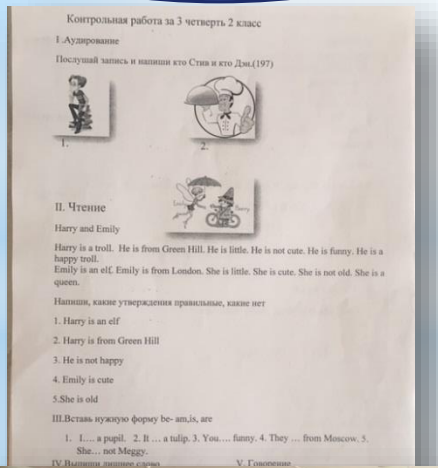 Контрольная работа за 3 четверть 2 класс
I .Аудирование
Послушай запись и напиши кто Стив и кто Дэн.(197)
1.
2.
II. Чтение
Harry and Emily
Harry is a troll. He is from Green Hill. He is little. He is not cute. He is funny. He is a
happy troll.
Emily is an elf. Emily is from London. She is little. She is cute. She is not old. She is a
queen.
Напиши, какие утверждения правильные, какие нет
1. Harry is an elf
2. Harry is from Green Hill
3. He is not happy
4. Emily is cute
5.She is old
III.Вставь нужную форму be- am,is, are
1. I.... a pupil. 2. It ... a tulip. 3. You.... funny. 4. They ... from Moscow. 5.
She... not Meggy.
IV.Выпиши лишнее слово V. Говорение